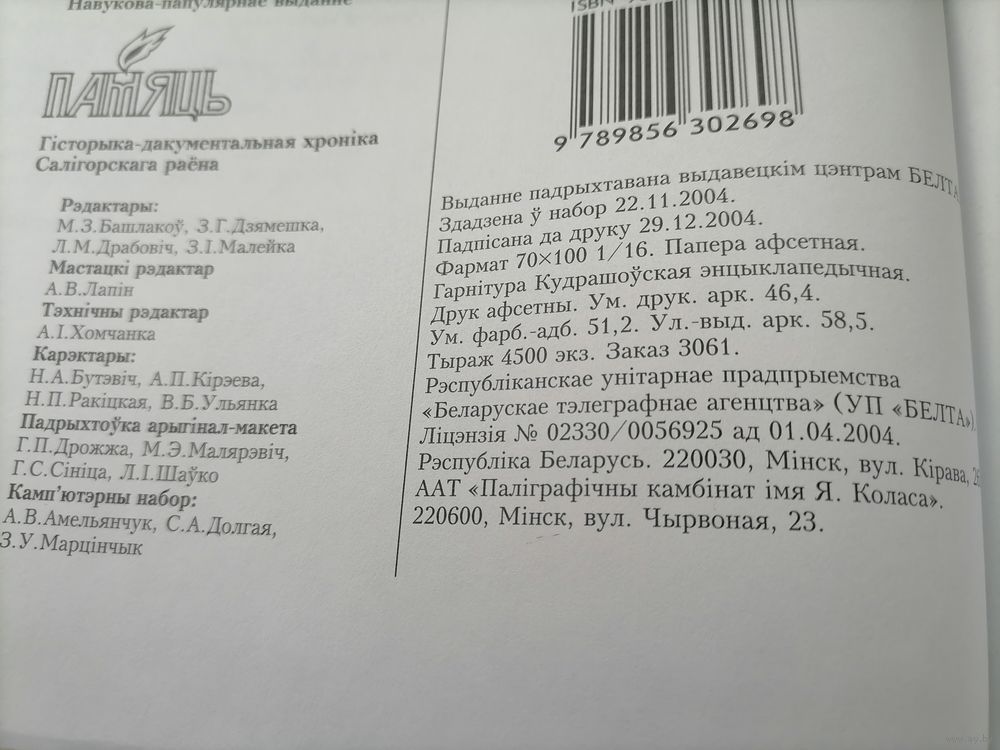 Навукова-папулярнае выданне
ПАМЯЦЬ
Гісторыка-дакументальная хроніка
Салігорскага раёна
Рэдактары:
М.З.Башлакоў, З.Г.Дзямешка,
Л.М.Драбовіч, З.І.Малейка
Мастацкі рэдактар
А.В.Лапін
Тэхнічны рэдактар
А.І.Хомчанка
Карэктары:
Н.А.Бутэвіч, А.П.Кірэева,
Н.П.Ракіцкая, В.Б.Ульянка
Падрыхтоўка арыгінал-макета
Г.П.Дрожжа, М.Э.Малярэвіч,
Г.С.Сініца, Л.І.Шаўко
Камп'ютэрны набор:
А.В.Амельянчук, С.А.Долгая,
З.У.Марцінчык
ISBN
9 789856 302698
Выданне падрыхтавана выдавецкім цэнтрам БЕЛТА
Здадзена ў набор 22.11.2004.
Падпісана да друку 29.12.2004.
Фармат 70×100 1/16. Папера афсетная.
Гарнітура Кудрашоўская энцыклапедычная.
Друк афсетны. Ум. друк. арк. 46,4.
Ум. фарб.-адб. 51,2. Ул.-выд. арк. 58,5.
Тыраж 4500 экз. Заказ 3061.
Рэспубліканскае унітарнае прадпрыемства
«Беларускае тэлеграфнае агенцтва» (УП «БЕЛТА»).
Ліцэнзія № 02330/0056925 ад 01.04.2004.
Рэспубліка Беларусь. 220030, Мінск, вул. Кірава,
ААТ «Паліграфічны камбінат імя Я. Коласа».
220600, Мінск, вул. Чырвоная, 23.